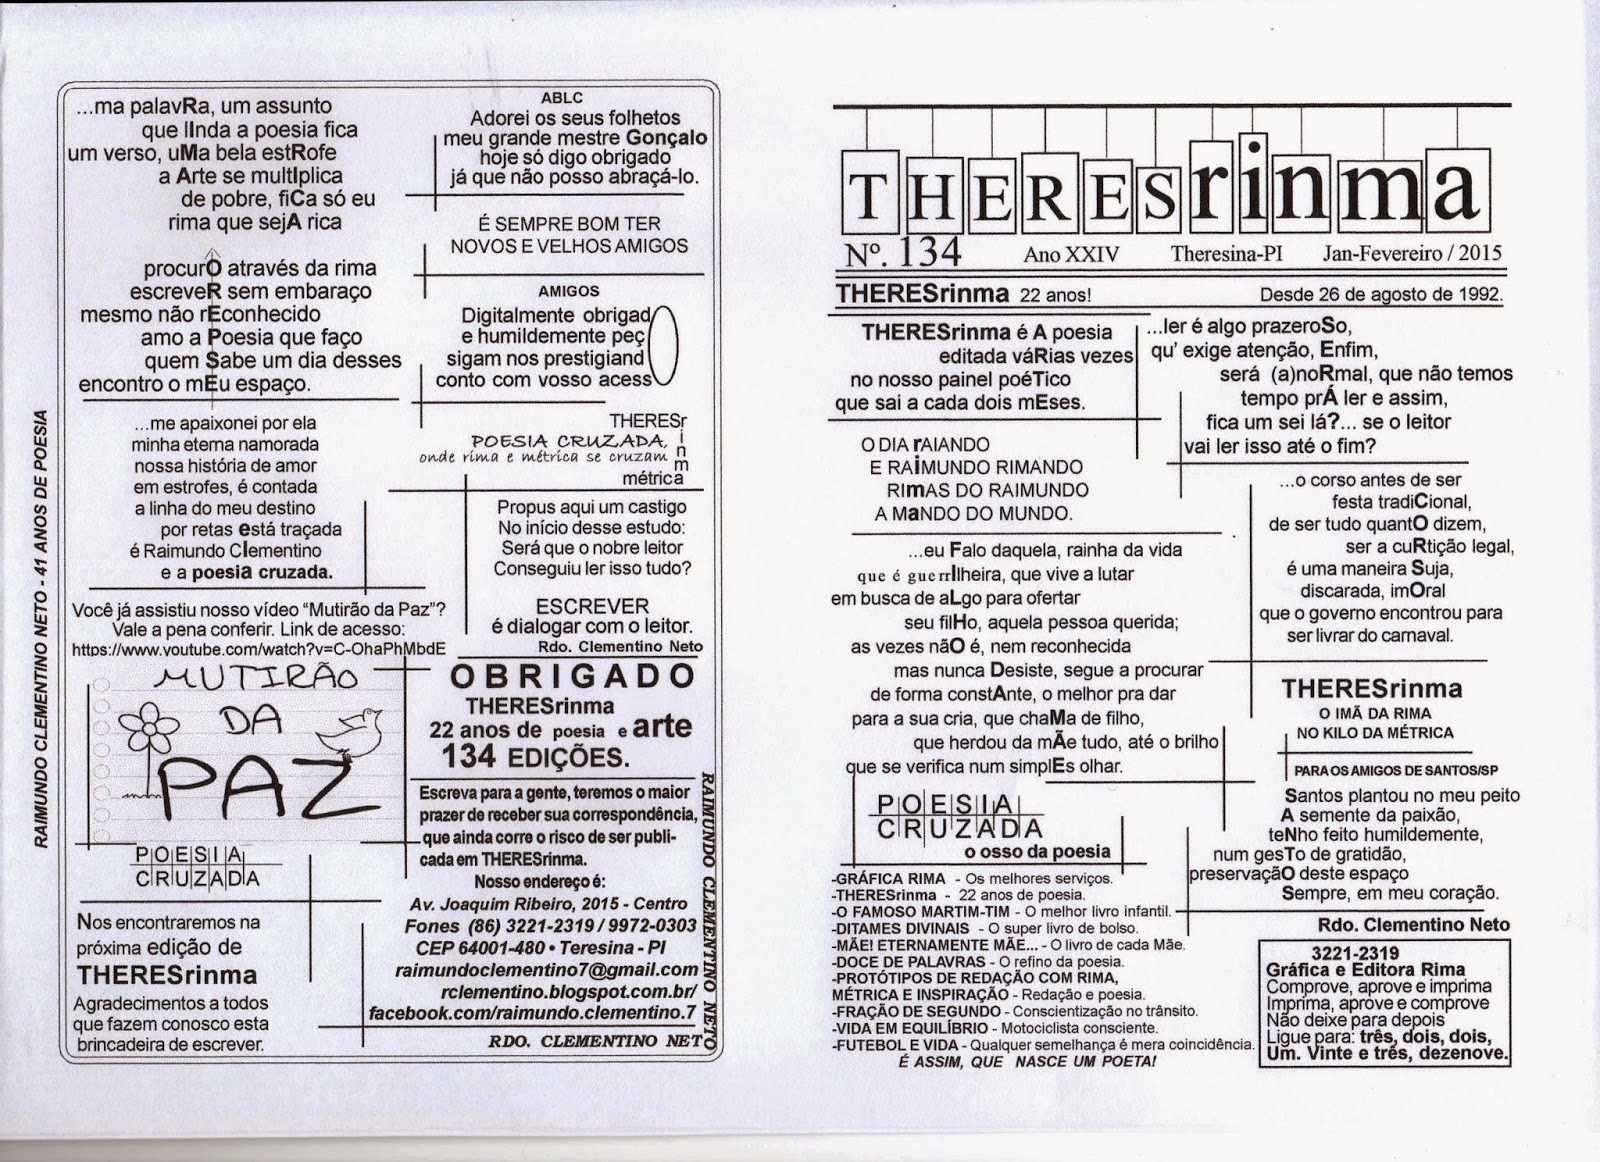 ...ma palavRa, um assunto
que lInda a poesia fica
um verso, uMa bela estRofe
a Arte se multIplica
de pobre, fiCa só eu
rima que sejA rica
procurO através da rima
escreveR sem embaraço
mesmo não rEconhecido
amo a Poesia que faço
quem Sabe um dia desses
encontro o mEu espaço.
...me apaixonei por ela
minha eterna namorada
nossa história de amor
em estrofes, é contada
a linha do meu destino
por retas está traçada
é Raimundo Clementino
e a poesia cruzada.
Você já assistiu nosso vídeo “Mutirão da Paz”?
Vale a pena conferir. Link de acesso:
https://www.youtube.com/watch?v=C-OhaPhMbdE
MUTIRÃO
DA
PAZ
POESIA
CRUZADA
Nos encontraremos na
próxima edição de
THERESrinma
Agradecimentos a todos
que fazem conosco esta
brincadeira de escrever.
RAIMUNDO CLEMENTINO NETO - 41 ANOS DE POESIA
ABLC
Adorei os seus folhetos
meu grande mestre Gonçalo
hoje só digo obrigado
já que não posso abraçá-lo.
É SEMPRE BOM TER
NOVOS E VELHOS AMIGOS
AMIGOS
Digitalmente obrigad
e humildemente peç
sigam nos prestigiand
conto com vosso acess
O
THERESrinma
POESIA CRUZADA,
onde rima e métrica se cruzam
métrica
Propus aqui um castigo
No início desse estudo:
Será que o nobre leitor
Conseguiu ler isso tudo?
ESCREVER
é dialogar com o leitor.
Rdo. Clementino Neto
OBRIGADO
THERESrinma
22 anos de poesia e arte
134 EDIÇÕES.
Escreva para a gente, teremos o maior
prazer de receber sua correspondência,
que ainda corre o risco de ser publi-
cada em THERESrinma.
Nosso endereço é:
Av. Joaquim Ribeiro, 2015 - Centro
Fones (86) 3221-2319 / 9972-0303
CEP 64001-480 • Teresina - PI
raimundoclementino7@gmail.com
rclementino.blogspot.com.br/
facebook.com/raimundo.clementino.7
RDO. CLEMENTINO NETO
RAIMUNDO CLEMENTINO NETO
THERESrinma
Nº. 134 Ano XXIV Theresina-PI Jan-Fevereiro / 2015
THERESrinma 22 anos! Desde 26 de agosto de 1992.
THERESrinma é A poesia
editada váRias vezes
no nosso painel poéTico
que sai a cada dois mEses.
O DIA rAIANDO
E RAiMUNDO RIMANDO
RImAS DO RAIMUNDO
A MaNDO DO MUNDO.
...eu Falo daquela, rainha da vida
que é guerrIlheira, que vive a lutar
em busca de aLgo para ofertar
seu filHo, aquela pessoa querida;
as vezes nãO é, nem reconhecida
mas nunca Desiste, segue a procurar
de forma constAnte, o melhor pra dar
para a sua cria, que chaMa de filho,
que herdou da mÃe tudo, até o brilho
que se verifica num simplEs olhar.
POESIA
CRUZADA
o osso da poesia
-GRÁFICA RIMA - Os melhores serviços.
-THERESrinma - 22 anos de poesia.
-O FAMOSO MARTIM-TIM - O melhor livro infantil.
-DITAMES DIVINAIS - O super livro de bolso.
-MÃE! ETERNAMENTE MÃE... - O livro de cada Mãe.
-DOCE DE PALAVRAS - O refino da poesia.
-PROTÓTIPOS DE REDAÇÃO COM RIMA,
MÉTRICA E INSPIRAÇÃO - Redação e poesia.
-FRAÇÃO DE SEGUNDO - Conscientização no trânsito.
-VIDA EM EQUILÍBRIO - Motociclista consciente.
-FUTEBOL E VIDA - Qualquer semelhança é mera coincidência.
É ASSIM, QUE NASCE UM POETA!
...ler é algo prazeroSo,
qu’ exige atenção, Enfim,
será (a)noRmal, que não temos
tempo prÁ ler e assim,
fica um sei lá?... se o leitor
vai ler isso até o fim?
...o corso antes de ser
festa tradiCional,
de ser tudo quantO dizem,
ser a cuRtição legal,
é uma maneira Suja,
discarada, imOral
que o governo encontrou para
ser livrar do carnaval.
THERESrinma
O IMÃ DA RIMA
NO KILO DA MÉTRICA
PARA OS AMIGOS DE SANTOS/SP
Santos plantou no meu peito
A semente da paixão,
teNho feito humildemente,
num gesTo de gratidão,
preservaçãO deste espaço
Sempre, em meu coração.
Rdo. Clementino Neto
3221-2319
Gráfica e Editora Rima
Comprove, aprove e imprima
Imprima, aprove e comprove
Não deixe para depois
Ligue para: três, dois, dois,
Um. Vinte e três, dezenove.